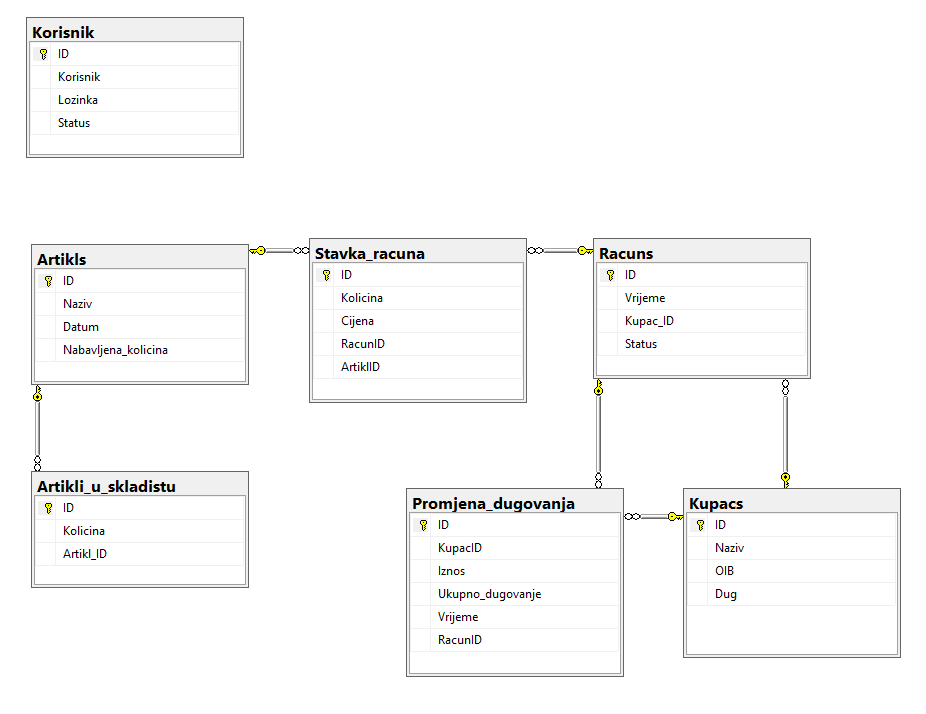 Korisnik
ID
Korisnik
Lozinka
Status
Artikls
ID
Naziv
Datum
Nabavljena_kolicina
Stavka_racuna
ID
Kolicina
Cijena
RacunID
ArtiklID
Racuns
ID
Vrijeme
Kupac_ID
Status
Artikli_u_skladistu
ID
Kolicina
Artikl_ID
Promjena_dugovanja
ID
KupacID
Iznos
Ukupno_dugovanje
Vrijeme
RacunID
Kupacs
ID
Naziv
OIB
Dug